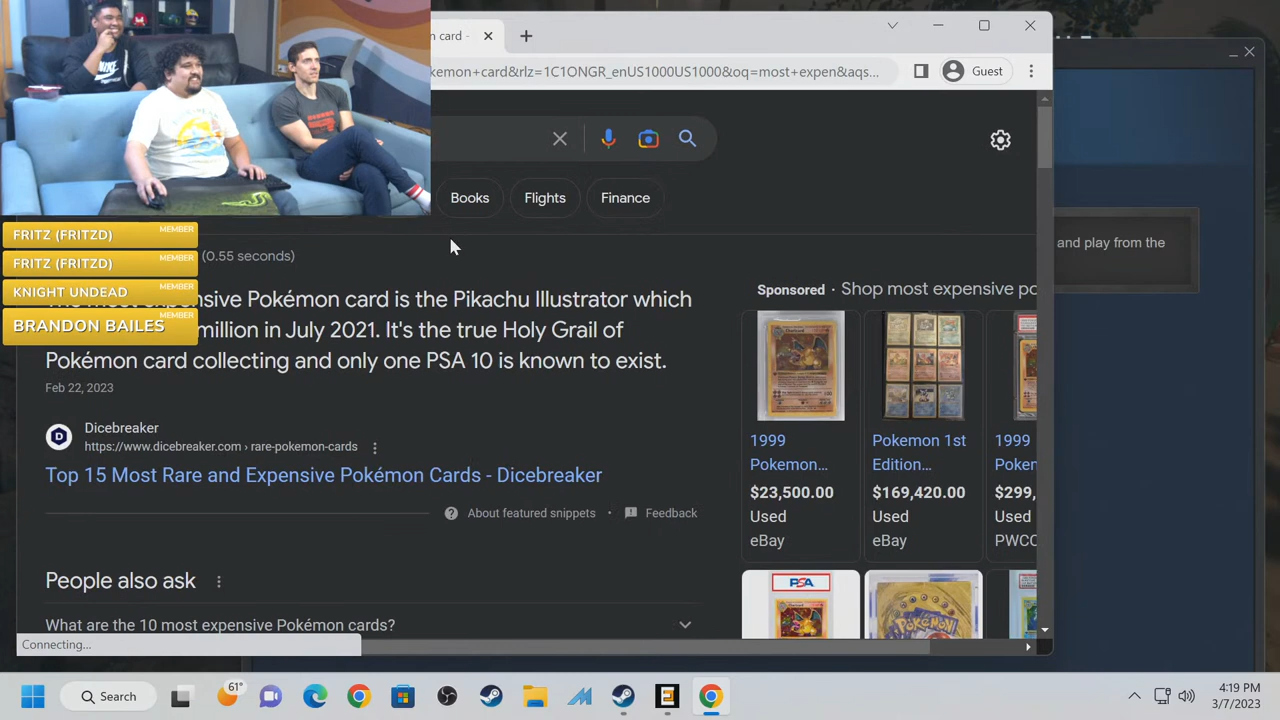 n card -
kemon+card&rlz=1C1ONGR_enUS1000US1000&oq=most+expen&aqs...
Guest
NIKE
Books
Flights
Finance
and play from the
FRITZ (FRITZD)
MEMBER
FRITZ (FRITZD)
MEMBER
KNIGHT UNDEAD
MEMBER
BRANDON BAILES
MEMBER
(0.55 seconds)
nsive Pokémon card is the Pikachu Illustrator which
million in July 2021. It's the true Holy Grail of
Pokémon card collecting and only one PSA 10 is known to exist.
Feb 22, 2023
Dicebreaker
https://www.dicebreaker.com › rare-pokemon-cards
Top 15 Most Rare and Expensive Pokémon Cards - Dicebreaker
About featured snippets
Feedback
People also ask
What are the 10 most expensive Pokémon cards?
Connecting...
Sponsored · Shop most expensive po
1999
Pokemon...
$23,500.00
Used
eBay
Pokemon 1st
Edition...
$169,420.00
Used
eBay
1999
Poken
$299,
Used
PWCC
PSA
POKéMON
Search
61°
4:19 PM
3/7/2023